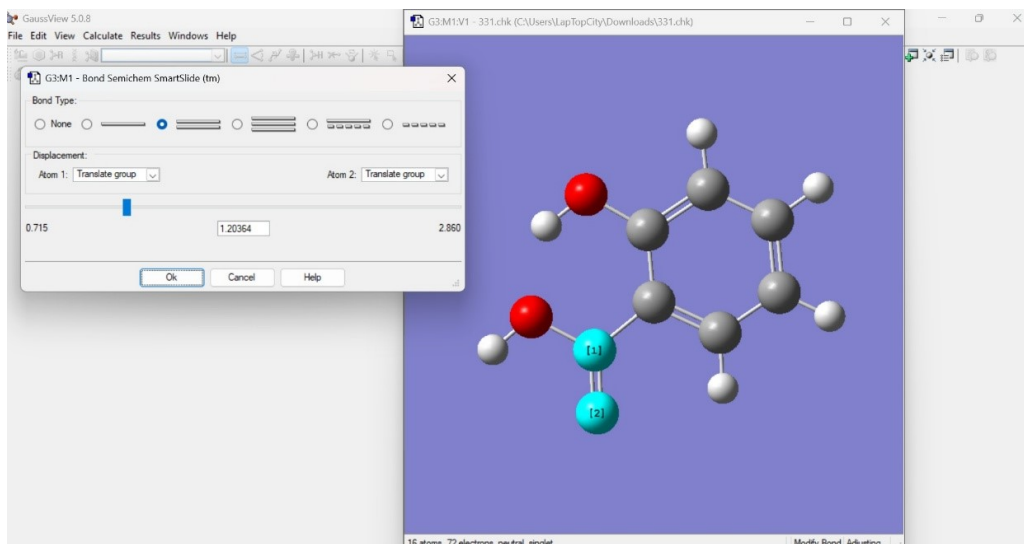 GaussView 5.0.8
File Edit View Calculate Results Windows Help
G3:M1:V1 - 331.chk (C:\Users\LapTopCity\Downloads\331.chk)
G3:M1 - Bond Semichem SmartSlide (tm)
Bond Type:
None
Displacement:
Atom 1: Translate group
Atom 2: Translate group
0.715
1.20364
2.860
Ok Cancel Help
[1]
[2]
16 atoms, 72 electrons, neutral, singlet
Modify Bond, Adjusting